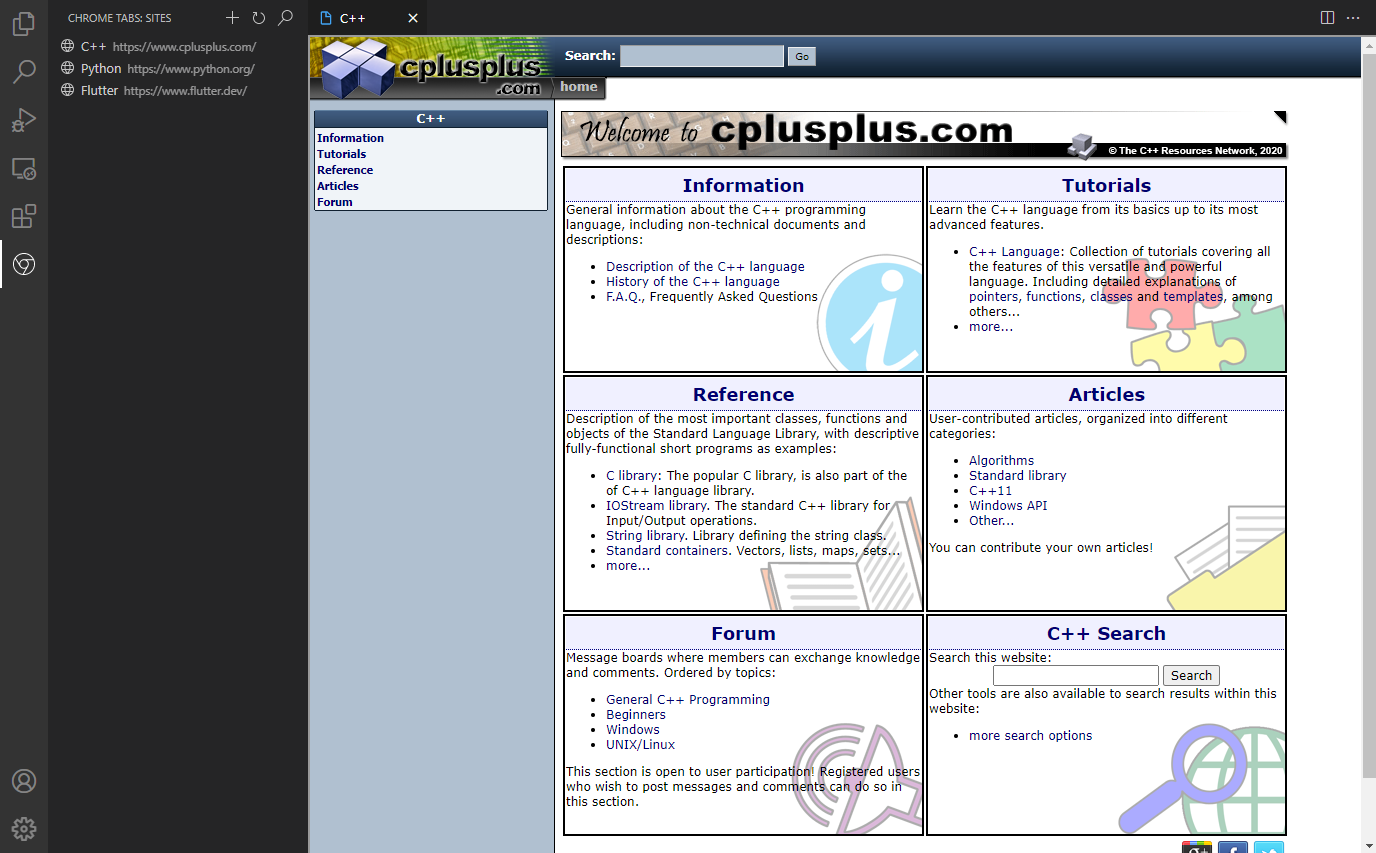 CHROME TABS: SITES
C++ https://www.cplusplus.com/
Python https://www.python.org/
Flutter https://www.flutter.dev/
C++
cplusplus
.com
Search:
Go
home
C++
Information
Tutorials
Reference
Articles
Forum
Welcome to cplusplus.com
© The C++ Resources Network, 2020
Information
General information about the C++ programming
language, including non-technical documents and
descriptions:
Description of the C++ language
History of the C++ language
F.A.Q., Frequently Asked Questions
Tutorials
Learn the C++ language from its basics up to its most
advanced features.
C++ Language: Collection of tutorials covering all
the features of this versatile and powerful
language. Including detailed explanations of
pointers, functions, classes and templates, among
others...
more...
Reference
Description of the most important classes, functions and
objects of the Standard Language Library, with descriptive
fully-functional short programs as examples:
C library: The popular C library, is also part of the
of C++ language library.
IOStream library. The standard C++ library for
Input/Output operations.
String library. Library defining the string class.
Standard containers. Vectors, lists, maps, sets...
more...
Articles
User-contributed articles, organized into different
categories:
Algorithms
Standard library
C++11
Windows API
Other...
You can contribute your own articles!
Forum
Message boards where members can exchange knowledge
and comments. Ordered by topics:
General C++ Programming
Beginners
Windows
UNIX/Linux
This section is open to user participation! Registered users
who wish to post messages and comments can do so in
this section.
C++ Search
Search this website:
Search
Other tools are also available to search results within this
website:
more search options